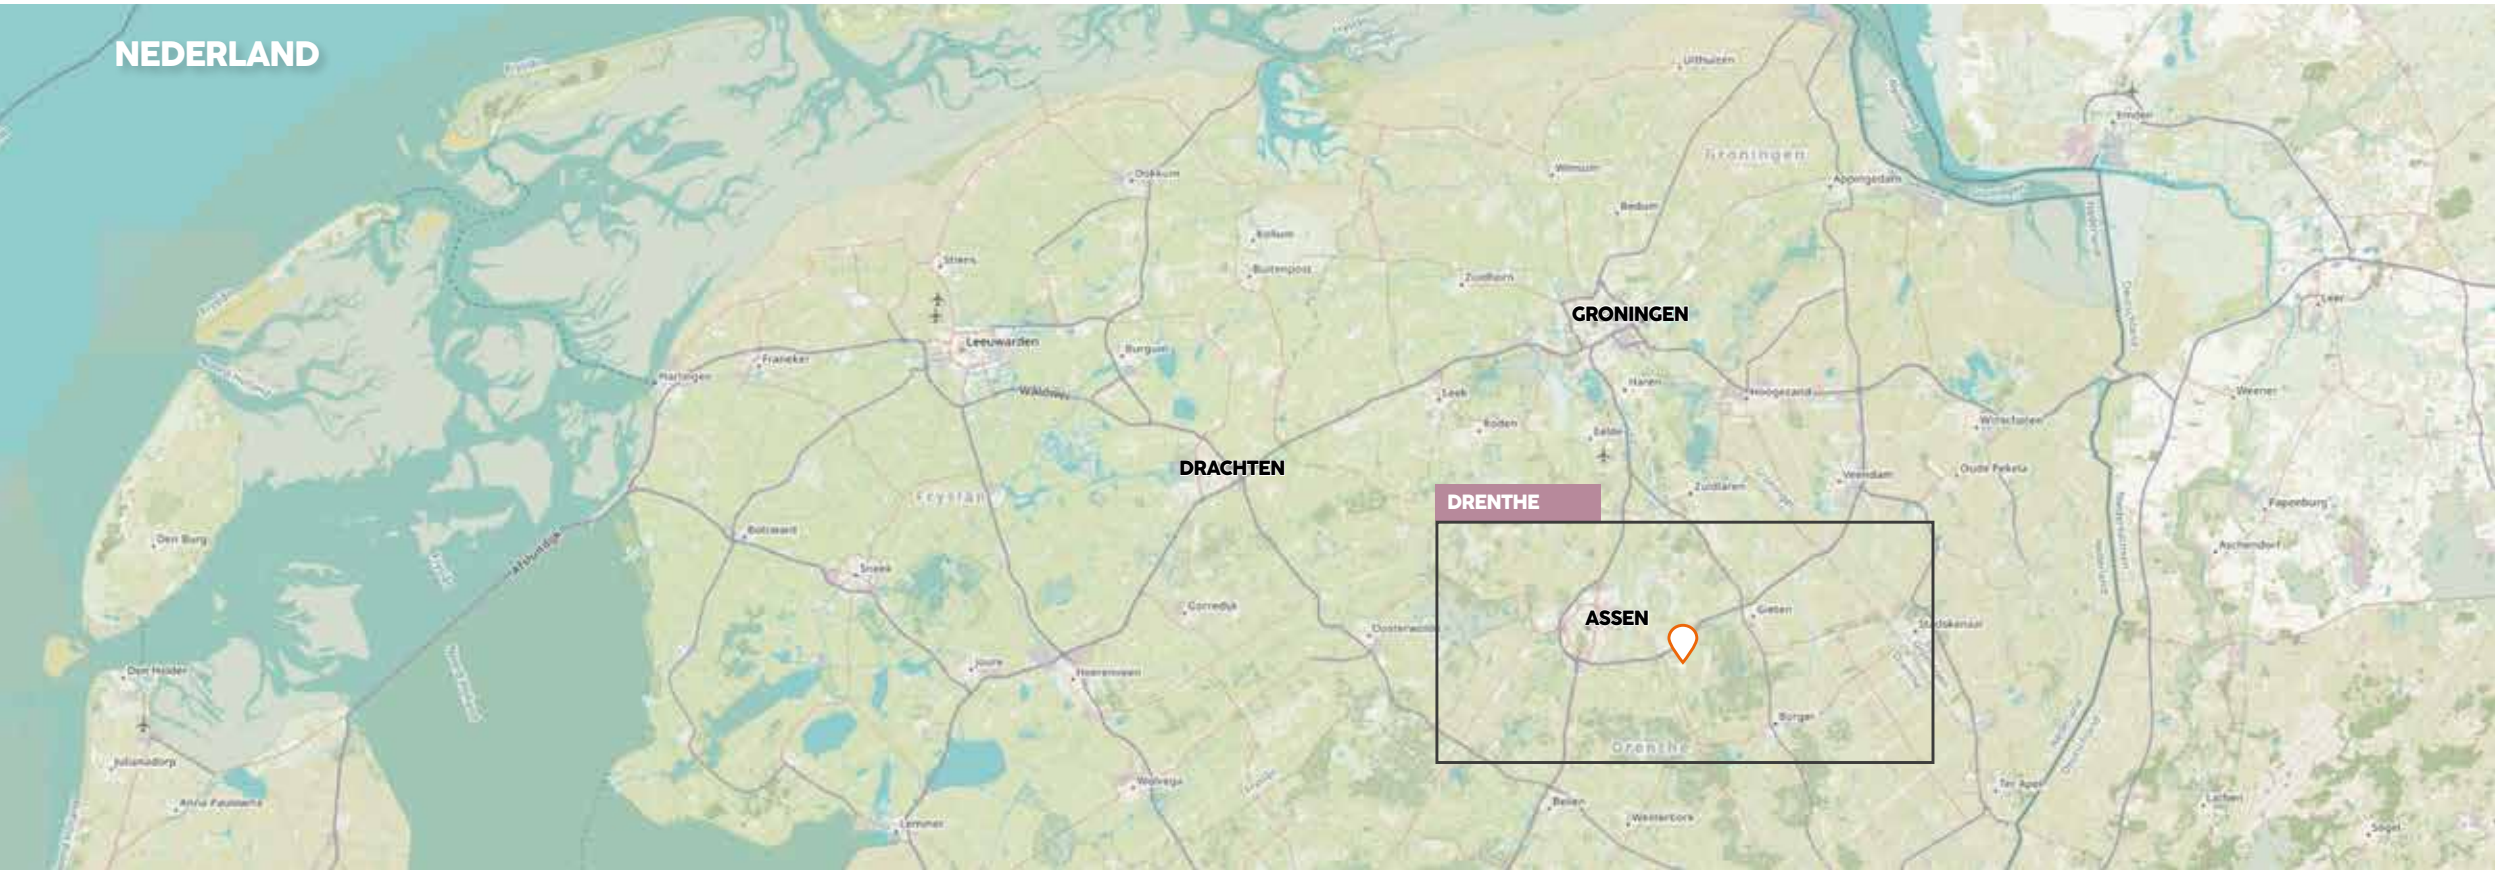 NEDERLAND
Uithuizen
Emden
Groningen
Dokkum
Winsum
Appingedam
Bedum
Kollum
Stiens
Buitenpost
Zuidhorn
Leer
GRONINGEN
Leeuwarden
Burgum
Franeker
Harlingen
Haren
Leek
Hoogezand
Weener
Roden
Winschoten
Eelde
DRACHTEN
Veendam
Oude Pekela
Zuidlaren
Fryslân
DRENTHE
Papenburg
Bolsward
Den Burg
Afsluitdijk
Aschendorf
Sneek
Gorredijk
Gieten
ASSEN
Stadskanaal
Oosterwolde
Joure
Den Helder
Heerenveen
Borger
Drenthe
Julianadorp
Wolvega
Ter Apel
Lathen
Anna Paulowna
Beilen
Westerbork
Lemmer
Sögel